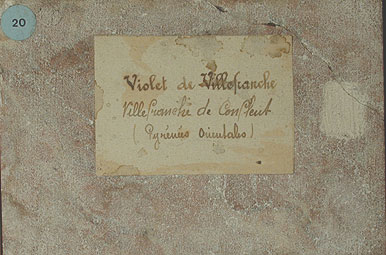 20
Violet de Villefranche
Villefranche de Conflent
(Pyrénées Orientales)